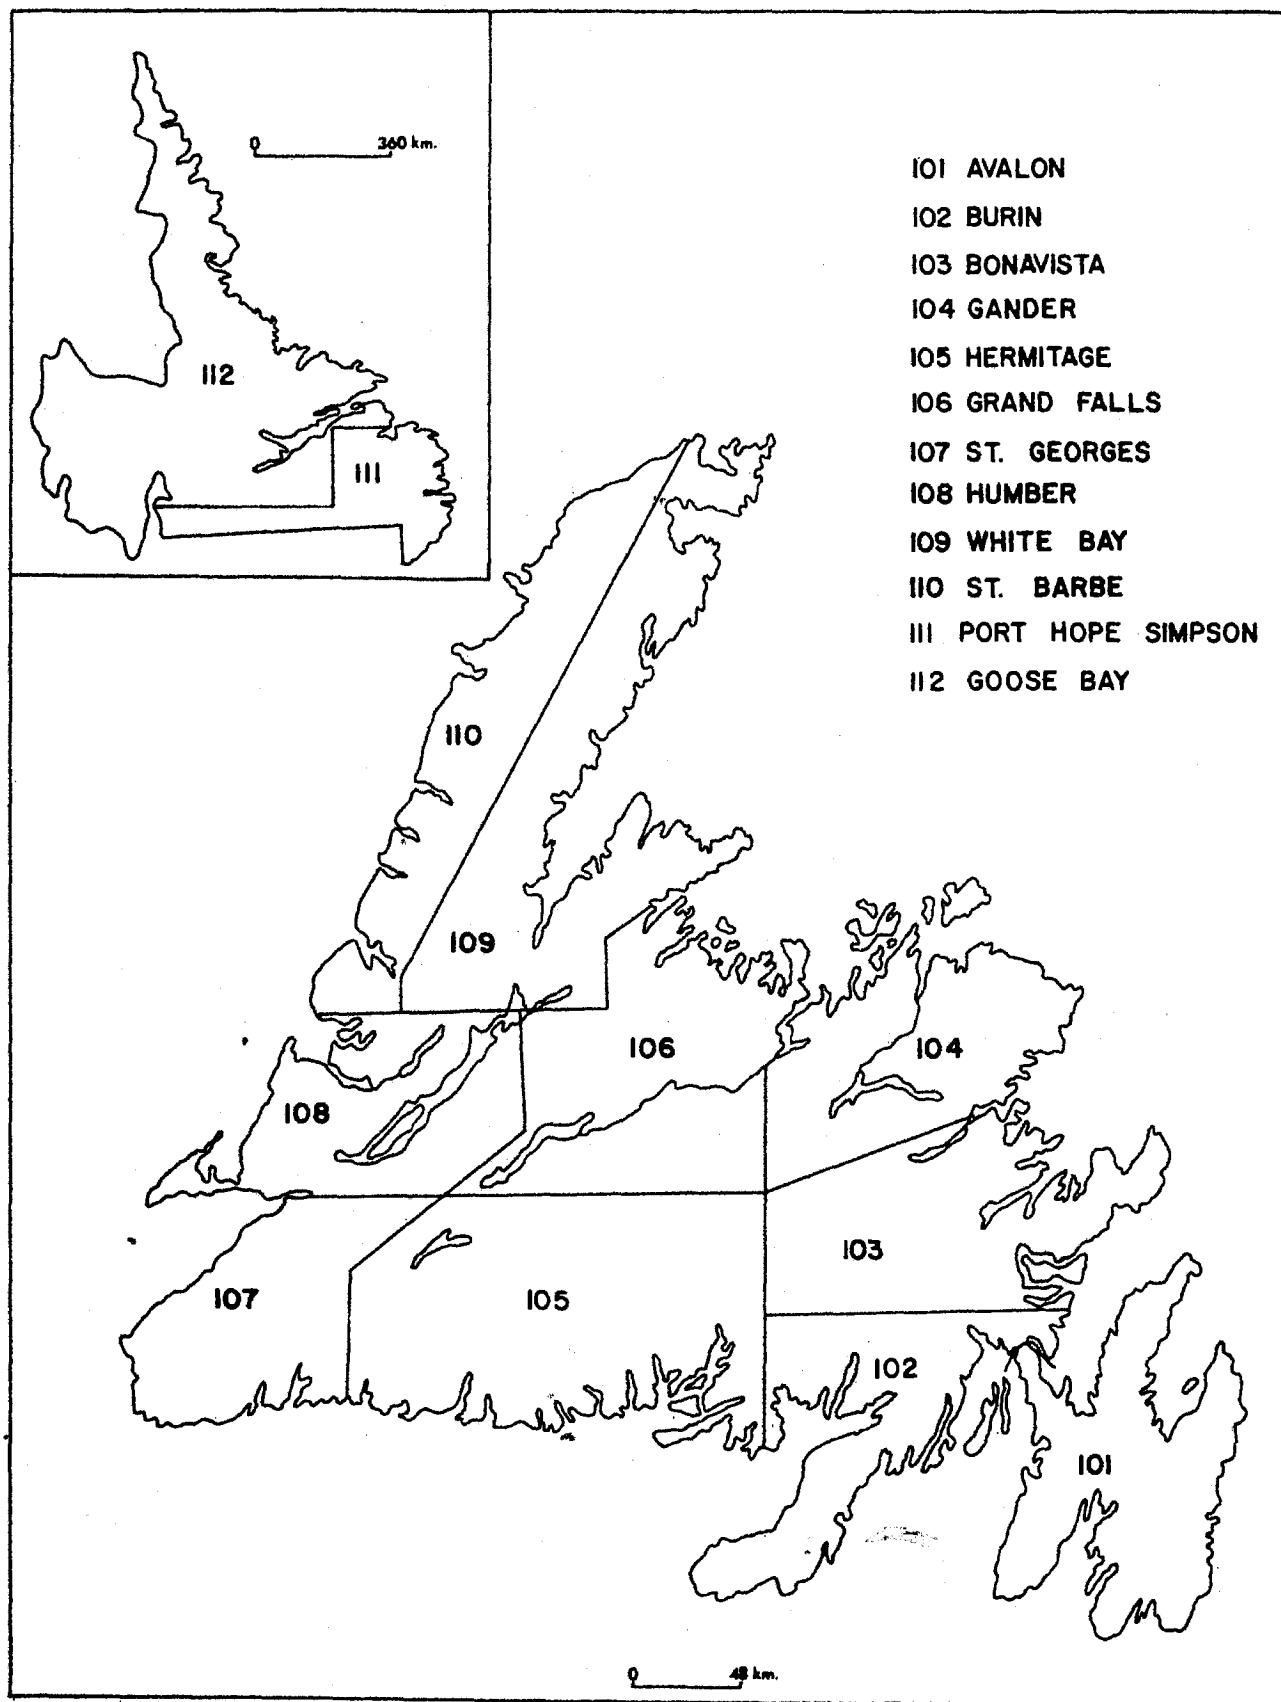 0 360 km.
101 AVALON
102 BURIN
103 BONAVISTA
104 GANDER
105 HERMITAGE
106 GRAND FALLS
107 ST. GEORGES
108 HUMBER
109 WHITE BAY
110 ST. BARBE
111 PORT HOPE SIMPSON
112 GOOSE BAY
112
111
110
109
106
104
108
103
107
105
102
101
0 48 km.